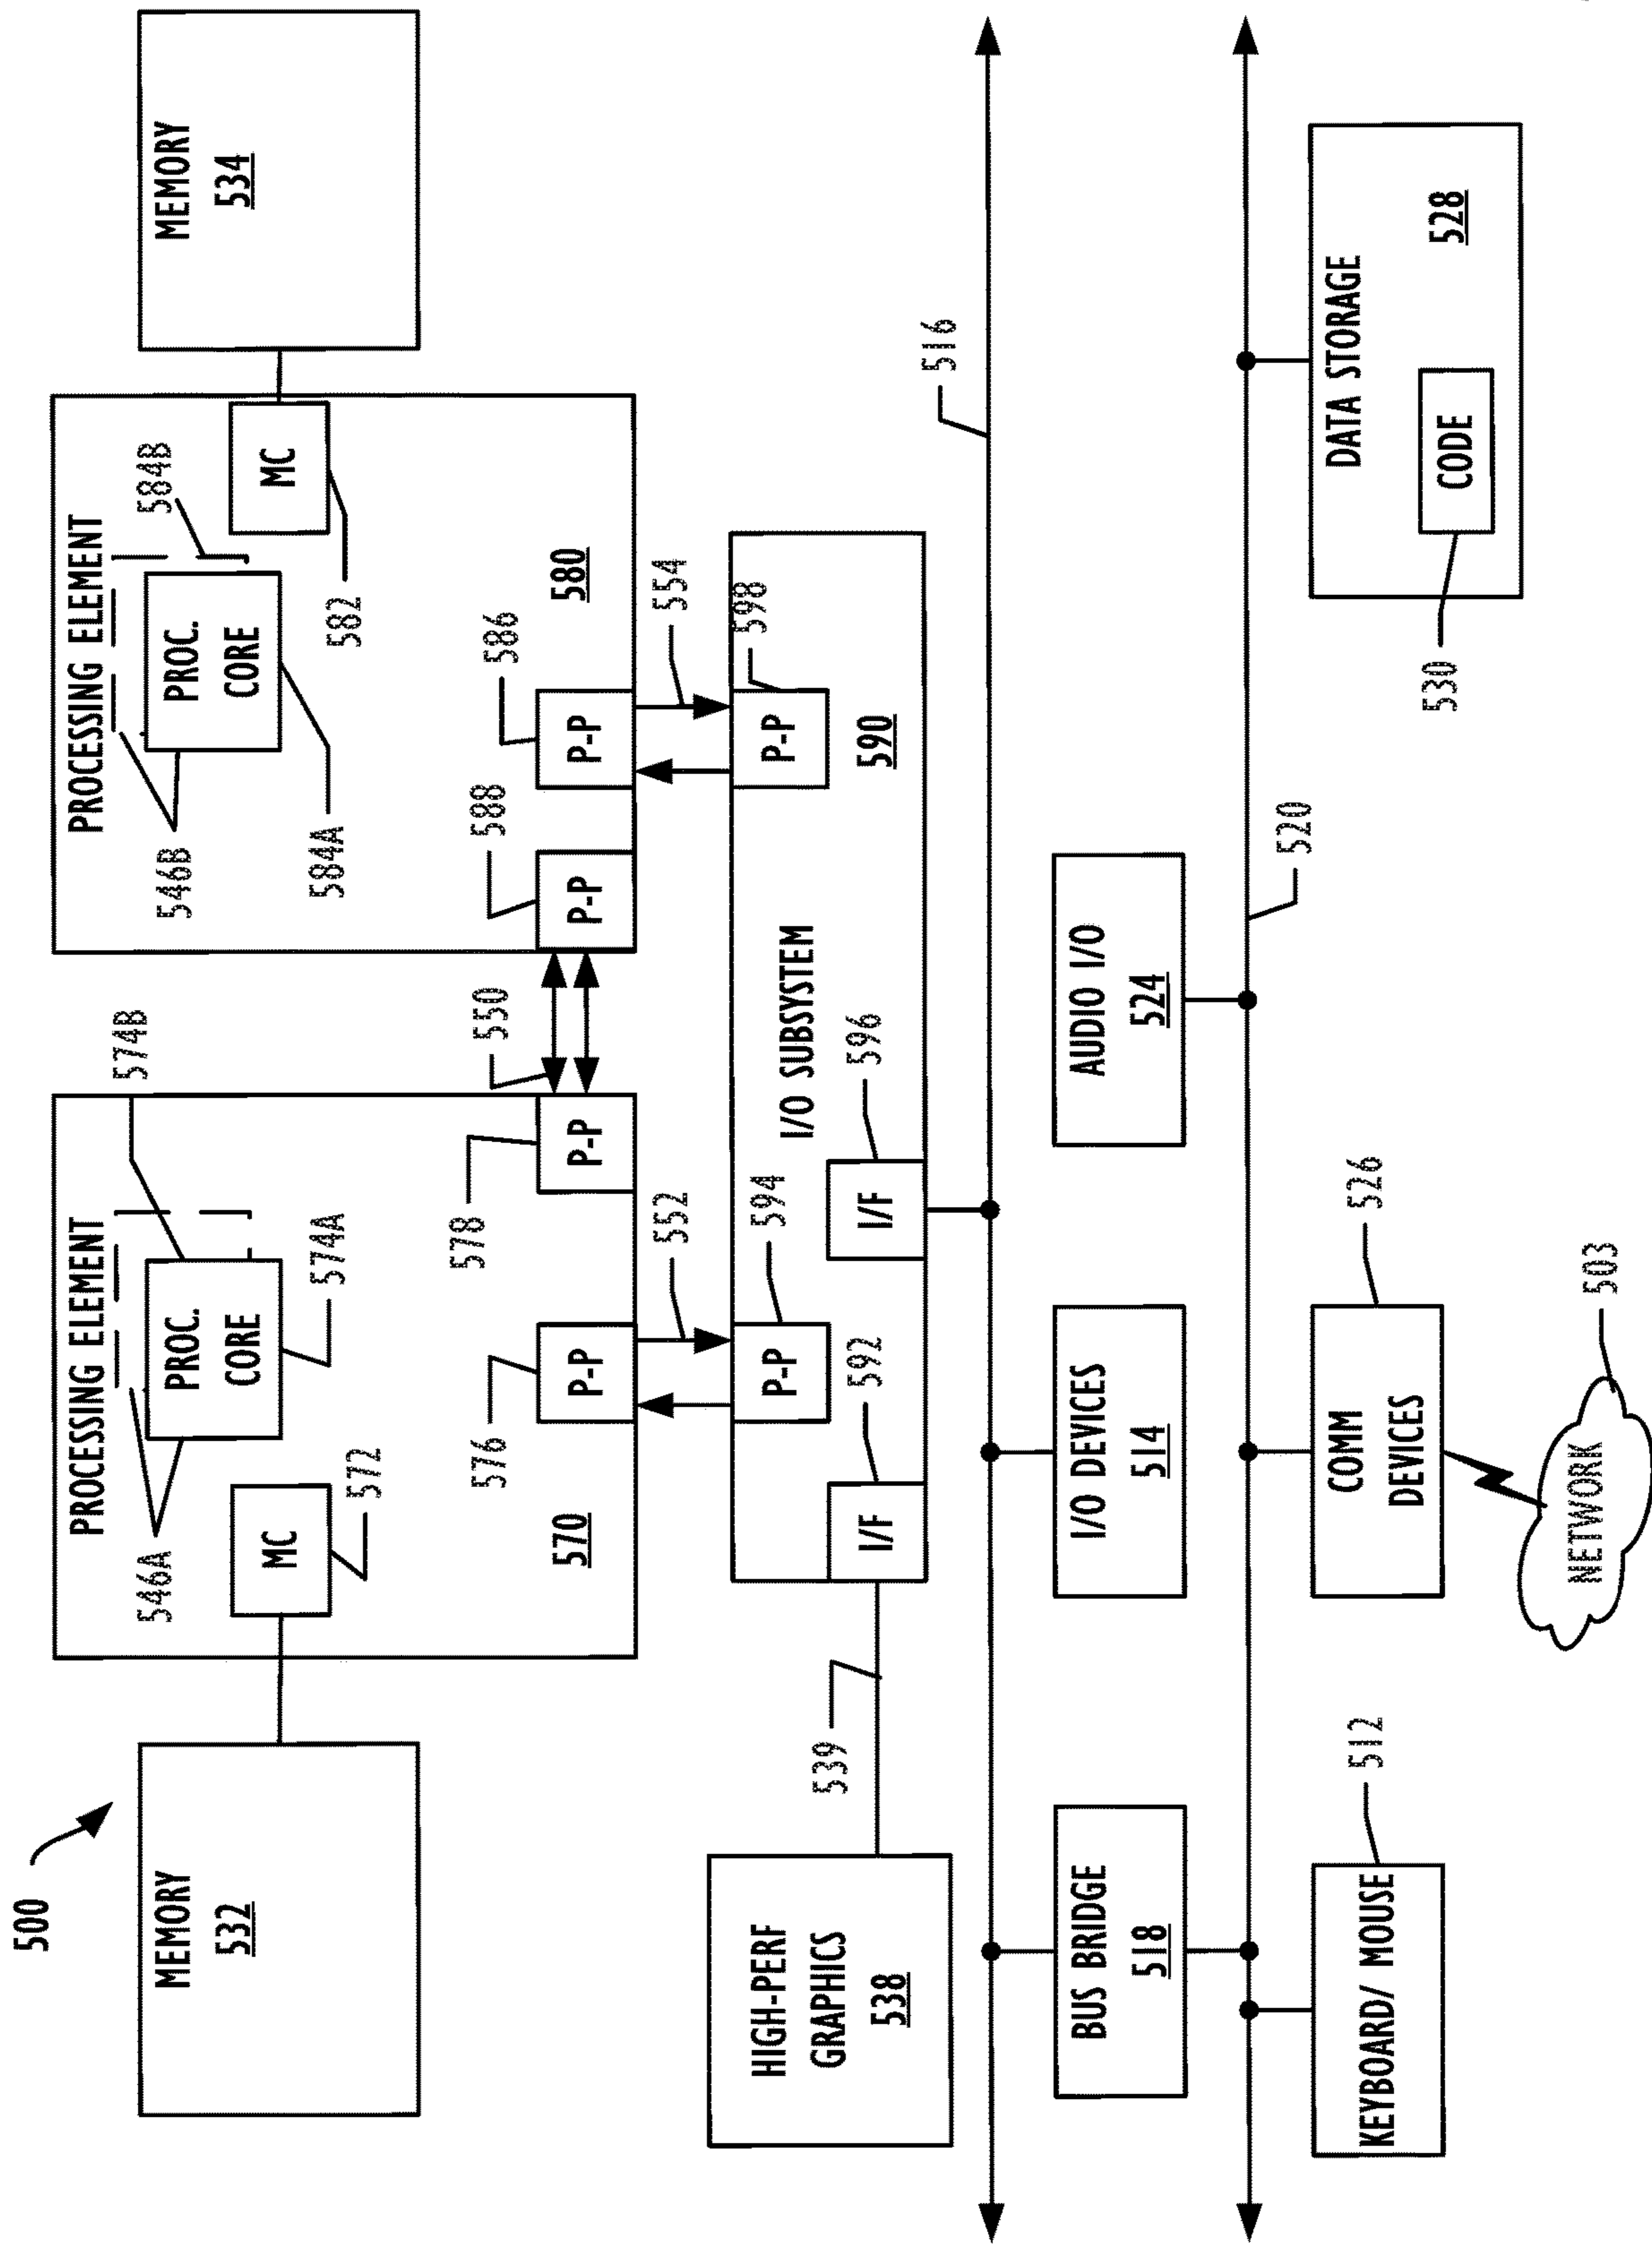 500
MEMORY
532
PROCESSING ELEMENT
546A
PROC.
CORE
574B
574A
MC
572
570
576
P-P
578
P-P
550
PROCESSING ELEMENT
546B
PROC.
CORE
584B
584A
MC
582
580
588
P-P
586
P-P
MEMORY
534
552
554
HIGH-PERF
GRAPHICS
538
539
I/O SUBSYSTEM
590
P-P
594
P-P
598
I/F
592
I/F
596
516
BUS BRIDGE
518
I/O DEVICES
514
AUDIO I/O
524
520
KEYBOARD/ MOUSE
512
COMM
DEVICES
526
NETWORK
503
DATA STORAGE
528
CODE
530